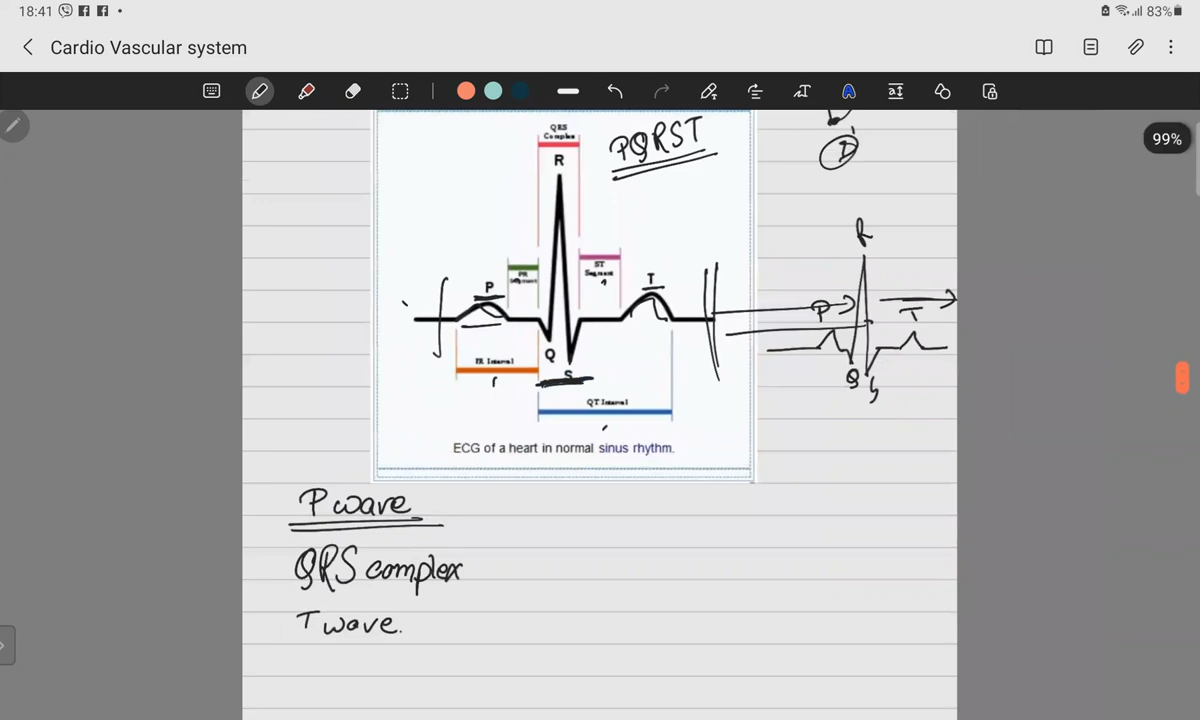 18:41
83%
Cardio Vascular system
99%
QRS
Complex
PQRST
R
D
R
PR
Segment
ST
Segment
P
T
P
T
Q
S
Q
S
PR Interval
QT Interval
ECG of a heart in normal sinus rhythm.
P wave
QRS complex
T wave.